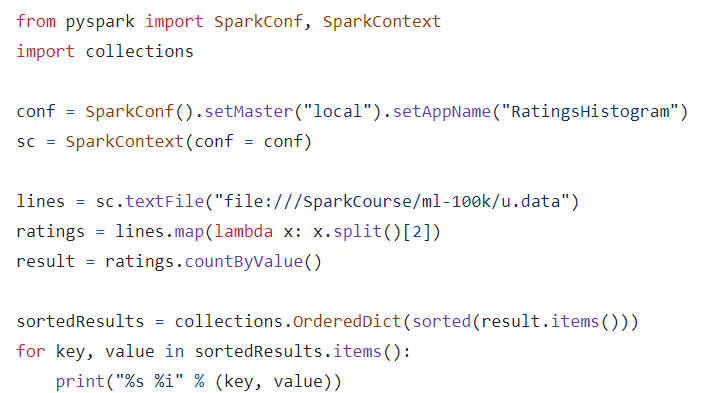 from pyspark import SparkConf, SparkContext
import collections

conf = SparkConf().setMaster("local").setAppName("RatingsHistogram")
sc = SparkContext(conf = conf)

lines = sc.textFile("file:///SparkCourse/ml-100k/u.data")
ratings = lines.map(lambda x: x.split()[2])
result = ratings.countByValue()

sortedResults = collections.OrderedDict(sorted(result.items()))
for key, value in sortedResults.items():
    print("%s %i" % (key, value))